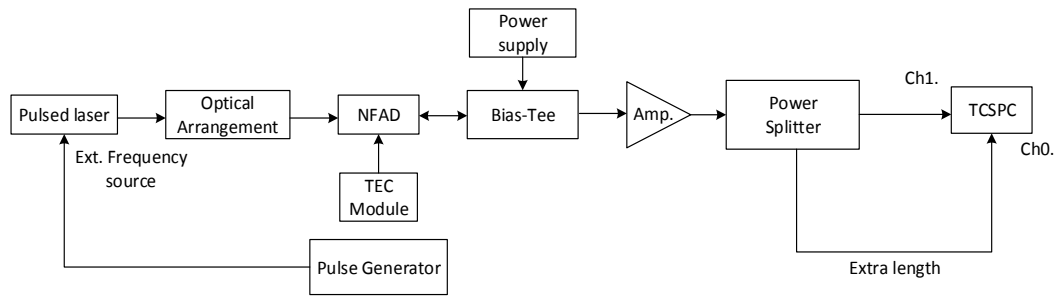 Power
supply
Ch1.
Pulsed laser
Optical
Arrangement
NFAD
Bias-Tee
Amp.
Power
Splitter
TCSPC
Ch0.
Ext. Frequency
source
TEC
Module
Pulse Generator
Extra length